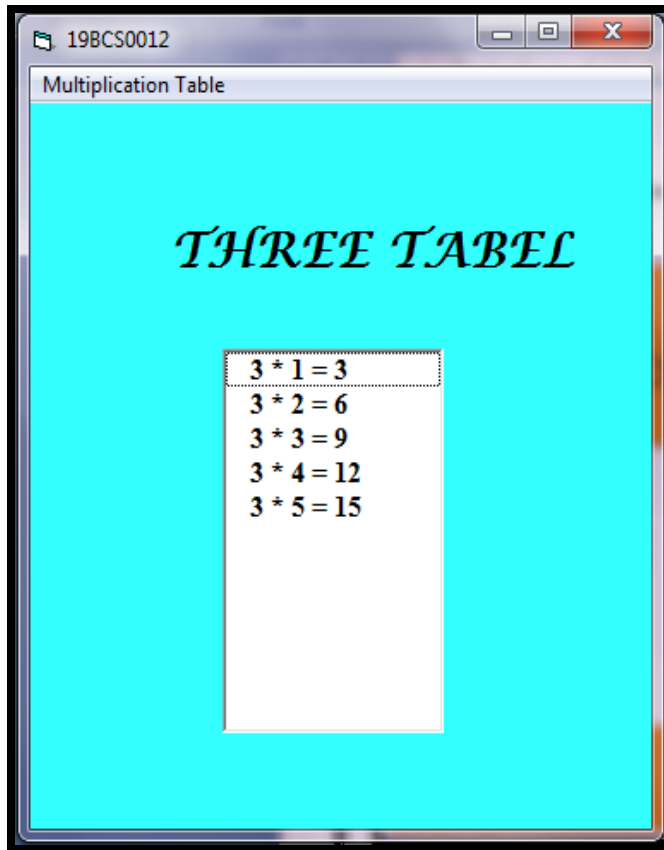 19BCS0012
Multiplication Table
THREE TABEL
3 * 1 = 3
3 * 2 = 6
3 * 3 = 9
3 * 4 = 12
3 * 5 = 15